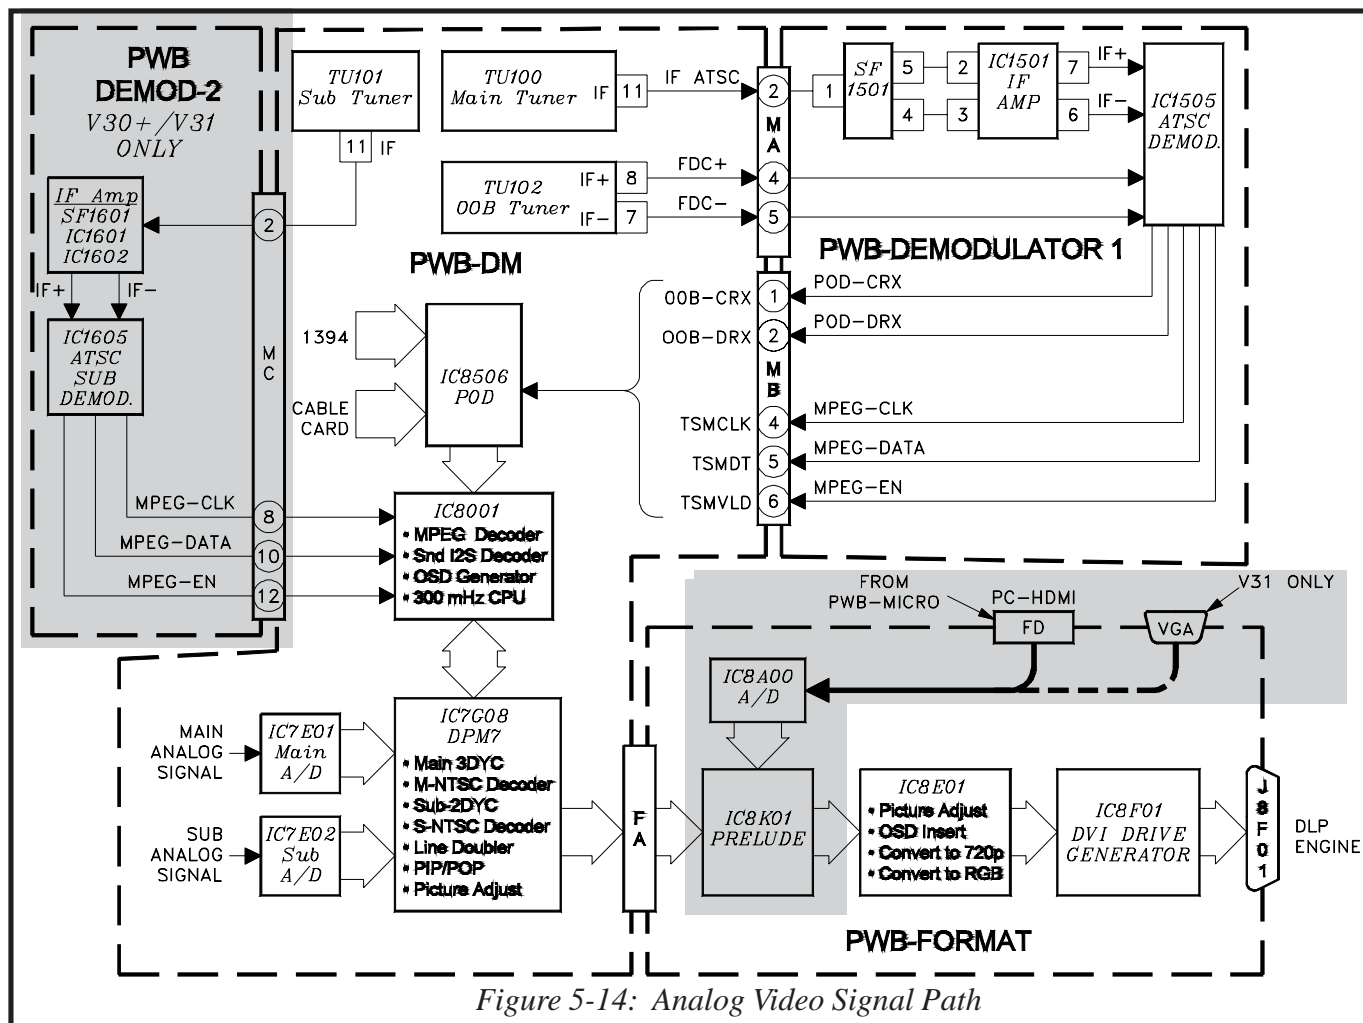 PWB
DEMOD-2
V30+/V31
ONLY
TU101
Sub Tuner
11
IF
TU100
Main Tuner
IF
11
IF ATSC
2
MA
1
SF
1501
5
4
2
3
IC1501
IF
AMP
7
6
IF+
IF-
IC1505
ATSC
DEMOD.
TU102
OOB Tuner
IF+
IF-
8
7
FDC+
FDC-
4
5
IF Amp
SF1601
IC1601
IC1602
2
IF+
IF-
IC1605
ATSC
SUB
DEMOD.
MC
PWB-DM
PWB-DEMODULATOR 1
OOB-CRX
1
POD-CRX
OOB-DRX
2
POD-DRX
MB
1394
CABLE
CARD
IC8506
POD
TSMCLK
4
MPEG-CLK
TSMDT
5
MPEG-DATA
TSMVLD
6
MPEG-EN
MPEG-CLK
8
MPEG-DATA
10
MPEG-EN
12
IC8001
• MPEG Decoder
• Snd I2S Decoder
• OSD Generator
• 300 mHz CPU
FROM
PWB-MICRO
PC-HDMI
FD
V31 ONLY
VGA
IC8A00
A/D
MAIN
ANALOG
SIGNAL
IC7E01
Main
A/D
SUB
ANALOG
SIGNAL
IC7E02
Sub
A/D
IC7G08
DPM7
• Main 3DYC
• M-NTSC Decoder
• Sub-2DYC
• S-NTSC Decoder
• Line Doubler
• PIP/POP
• Picture Adjust
FA
IC8K01
PRELUDE
IC8E01
• Picture Adjust
• OSD Insert
• Convert to 720p
• Convert to RGB
IC8F01
DVI DRIVE
GENERATOR
J8F01
DLP
ENGINE
PWB-FORMAT
Figure 5-14: Analog Video Signal Path